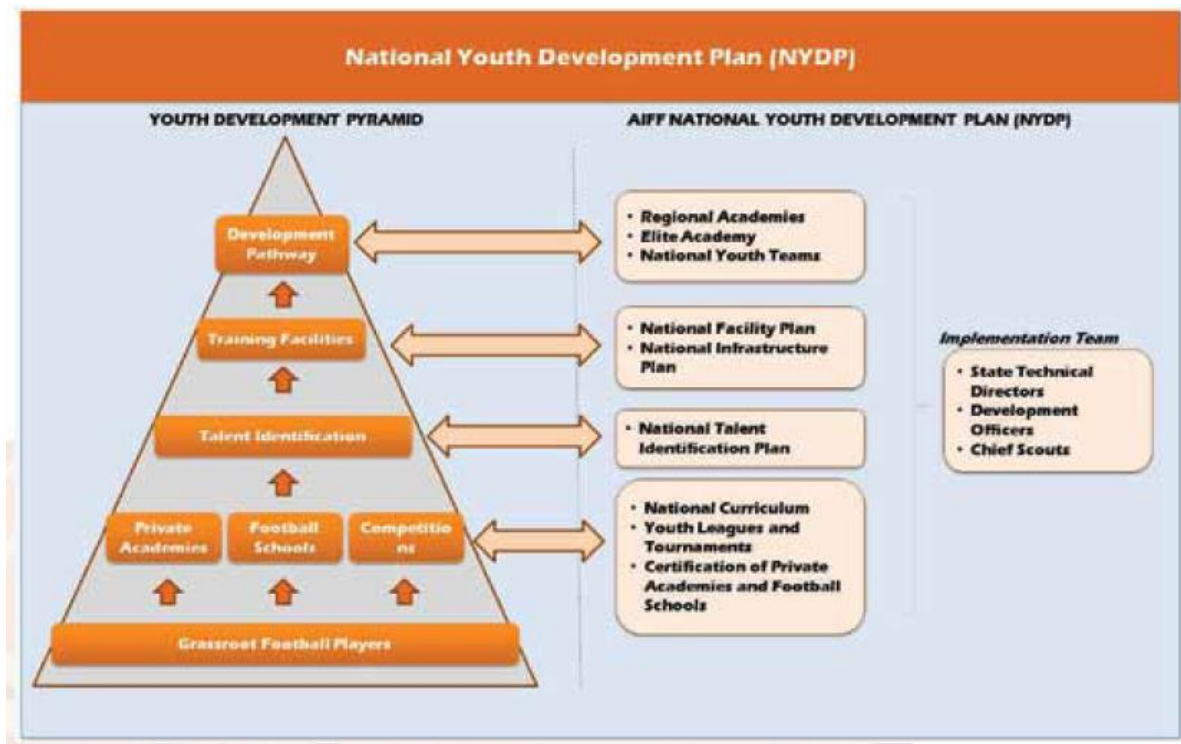 National Youth Development Plan (NYDP)
YOUTH DEVELOPMENT PYRAMID
Development
Pathway
Training Facilities
Talent Identification
Private
Academies
Football
Schools
Competitio
ns
Grassroot Football Players
AIFF NATIONAL YOUTH DEVELOPMENT PLAN (NYDP)
• Regional Academies
• Elite Academy
• National Youth Teams
• National Facility Plan
• National Infrastructure
Plan
• National Talent
Identification Plan
• National Curriculum
• Youth Leagues and
Tournaments
• Certification of Private
Academies and Football
Schools
Implementation Team
• State Technical
Directors
• Development
Officers
• Chief Scouts